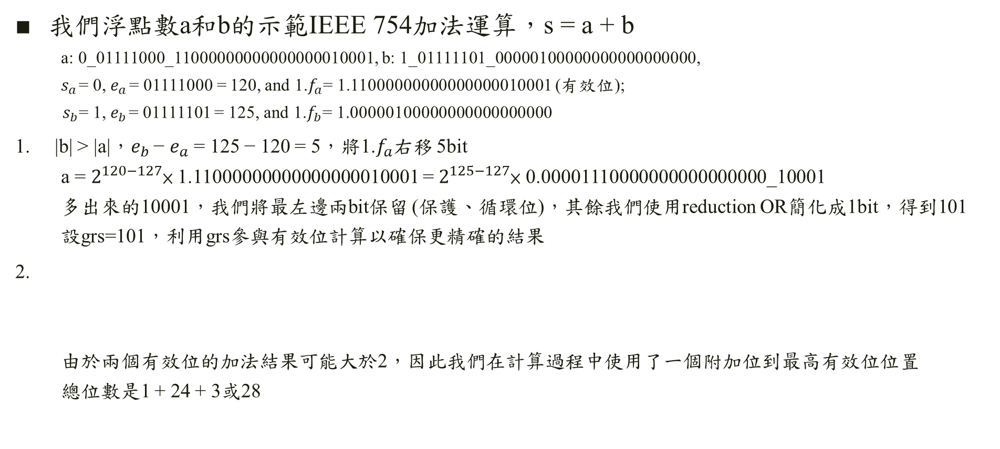 ■ 我們浮點數a和b的示範IEEE 754加法運算，s = a + b
a: 0_01111000_11000000000000000010001, b: 1_01111101_00000100000000000000000,
sₐ = 0, eₐ = 01111000 = 120, and 1.fₐ= 1.11000000000000000010001 (有效位);
s_b= 1, e_b = 01111101 = 125, and 1.f_b= 1.00000100000000000000000
1. |b| > |a|，e_b − eₐ = 125 − 120 = 5，將1.fₐ右移 5bit
a = 2^{120−127}× 1.11000000000000000010001 = 2^{125−127}× 0.00001110000000000000000_10001
多出來的10001，我們將最左邊兩bit保留 (保護、循環位)，其餘我們使用reduction OR簡化成1bit，得到101
設grs=101，利用grs參與有效位計算以確保更精確的結果
2.
由於兩個有效位的加法結果可能大於2，因此我們在計算過程中使用了一個附加位到最高有效位位置
總位數是1 + 24 + 3或28